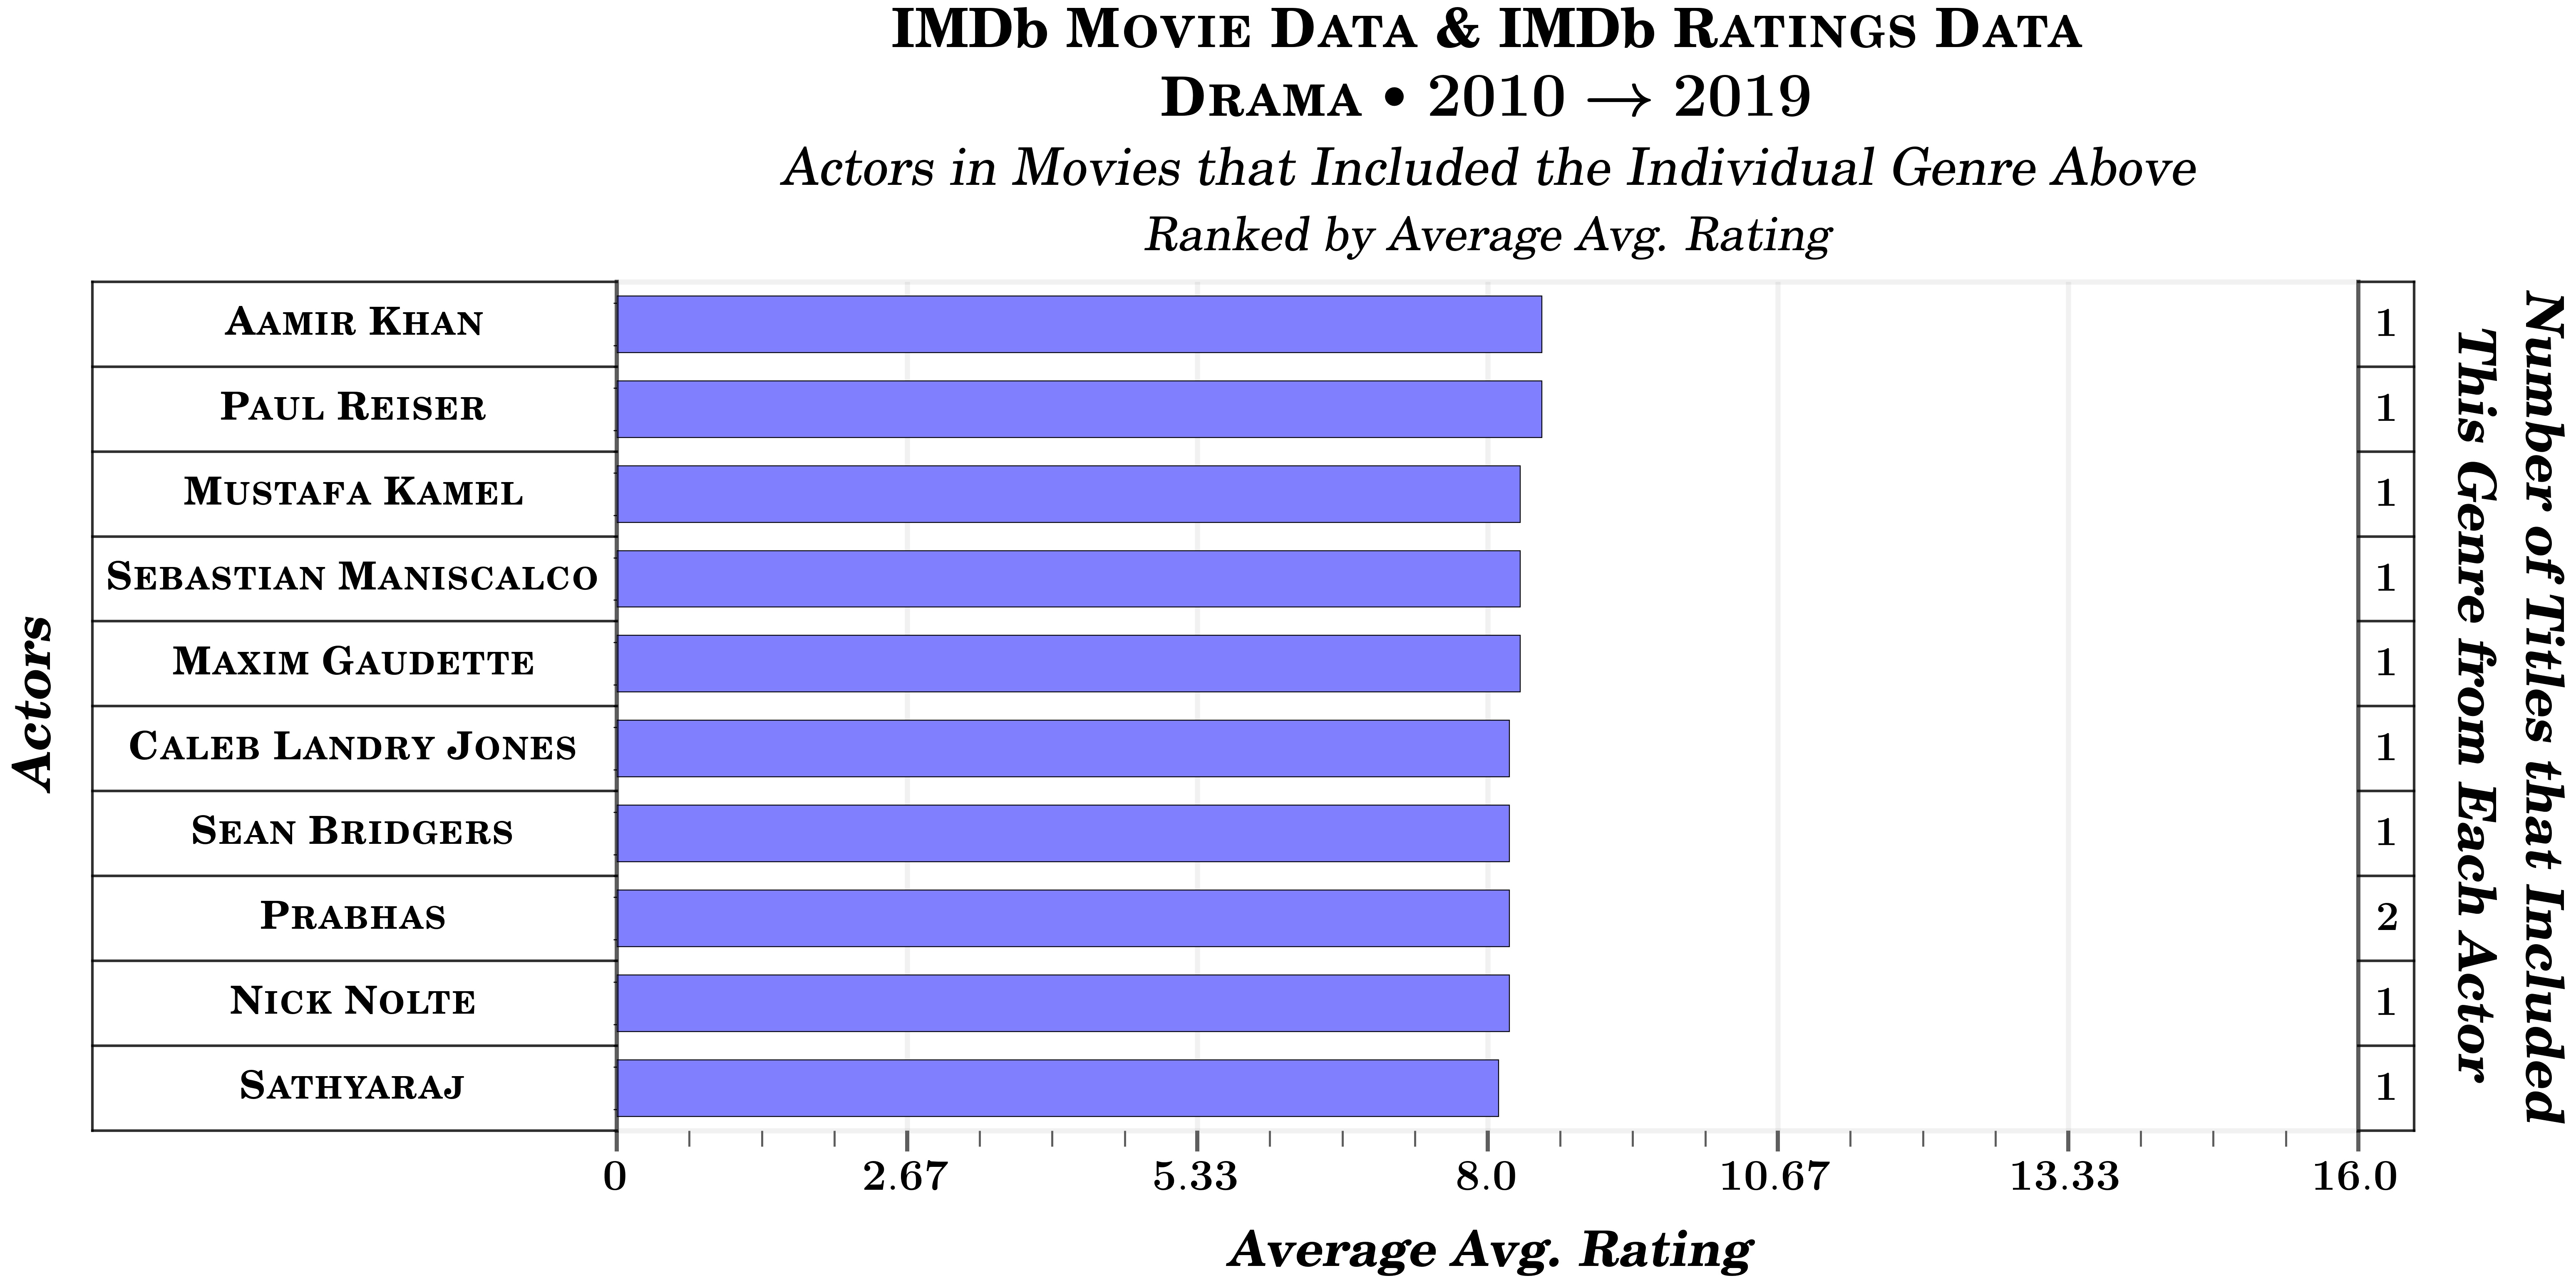 IMDb Movie Data & IMDb Ratings Data
Drama • 2010 → 2019
Actors in Movies that Included the Individual Genre Above
Ranked by Average Avg. Rating
Actors
Aamir Khan 1
Paul Reiser 1
Mustafa Kamel 1
Sebastian Maniscalco 1
Maxim Gaudette 1
Caleb Landry Jones 1
Sean Bridgers 1
Prabhas 2
Nick Nolte 1
Sathyaraj 1
0 2.67 5.33 8.0 10.67 13.33 16.0
Average Avg. Rating
Number of Titles that Included
This Genre from Each Actor